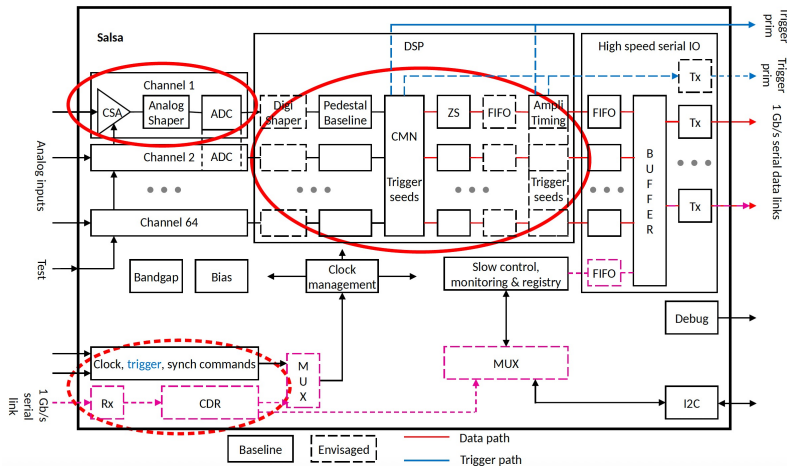 Salsa
DSP
High speed serial IO
Trigger
prim
Channel 1
CSA
Analog
Shaper
ADC
Digi
Shaper
Pedestal
Baseline
CMN
Trigger
seeds
ZS
FIFO
Ampli
Timing
FIFO
Tx
Trigger
prim
Tx
1 Gb/s serial data links
Analog inputs
Channel 2
ADC
Trigger
seeds
B
U
F
F
E
R
Tx
Channel 64
Test
Bandgap
Bias
Clock
management
Slow control,
monitoring & registry
FIFO
Debug
Clock, trigger, synch commands
M
U
X
MUX
1 Gb/s
serial
link
Rx
CDR
I2C
Baseline
Envisaged
Data path
Trigger path